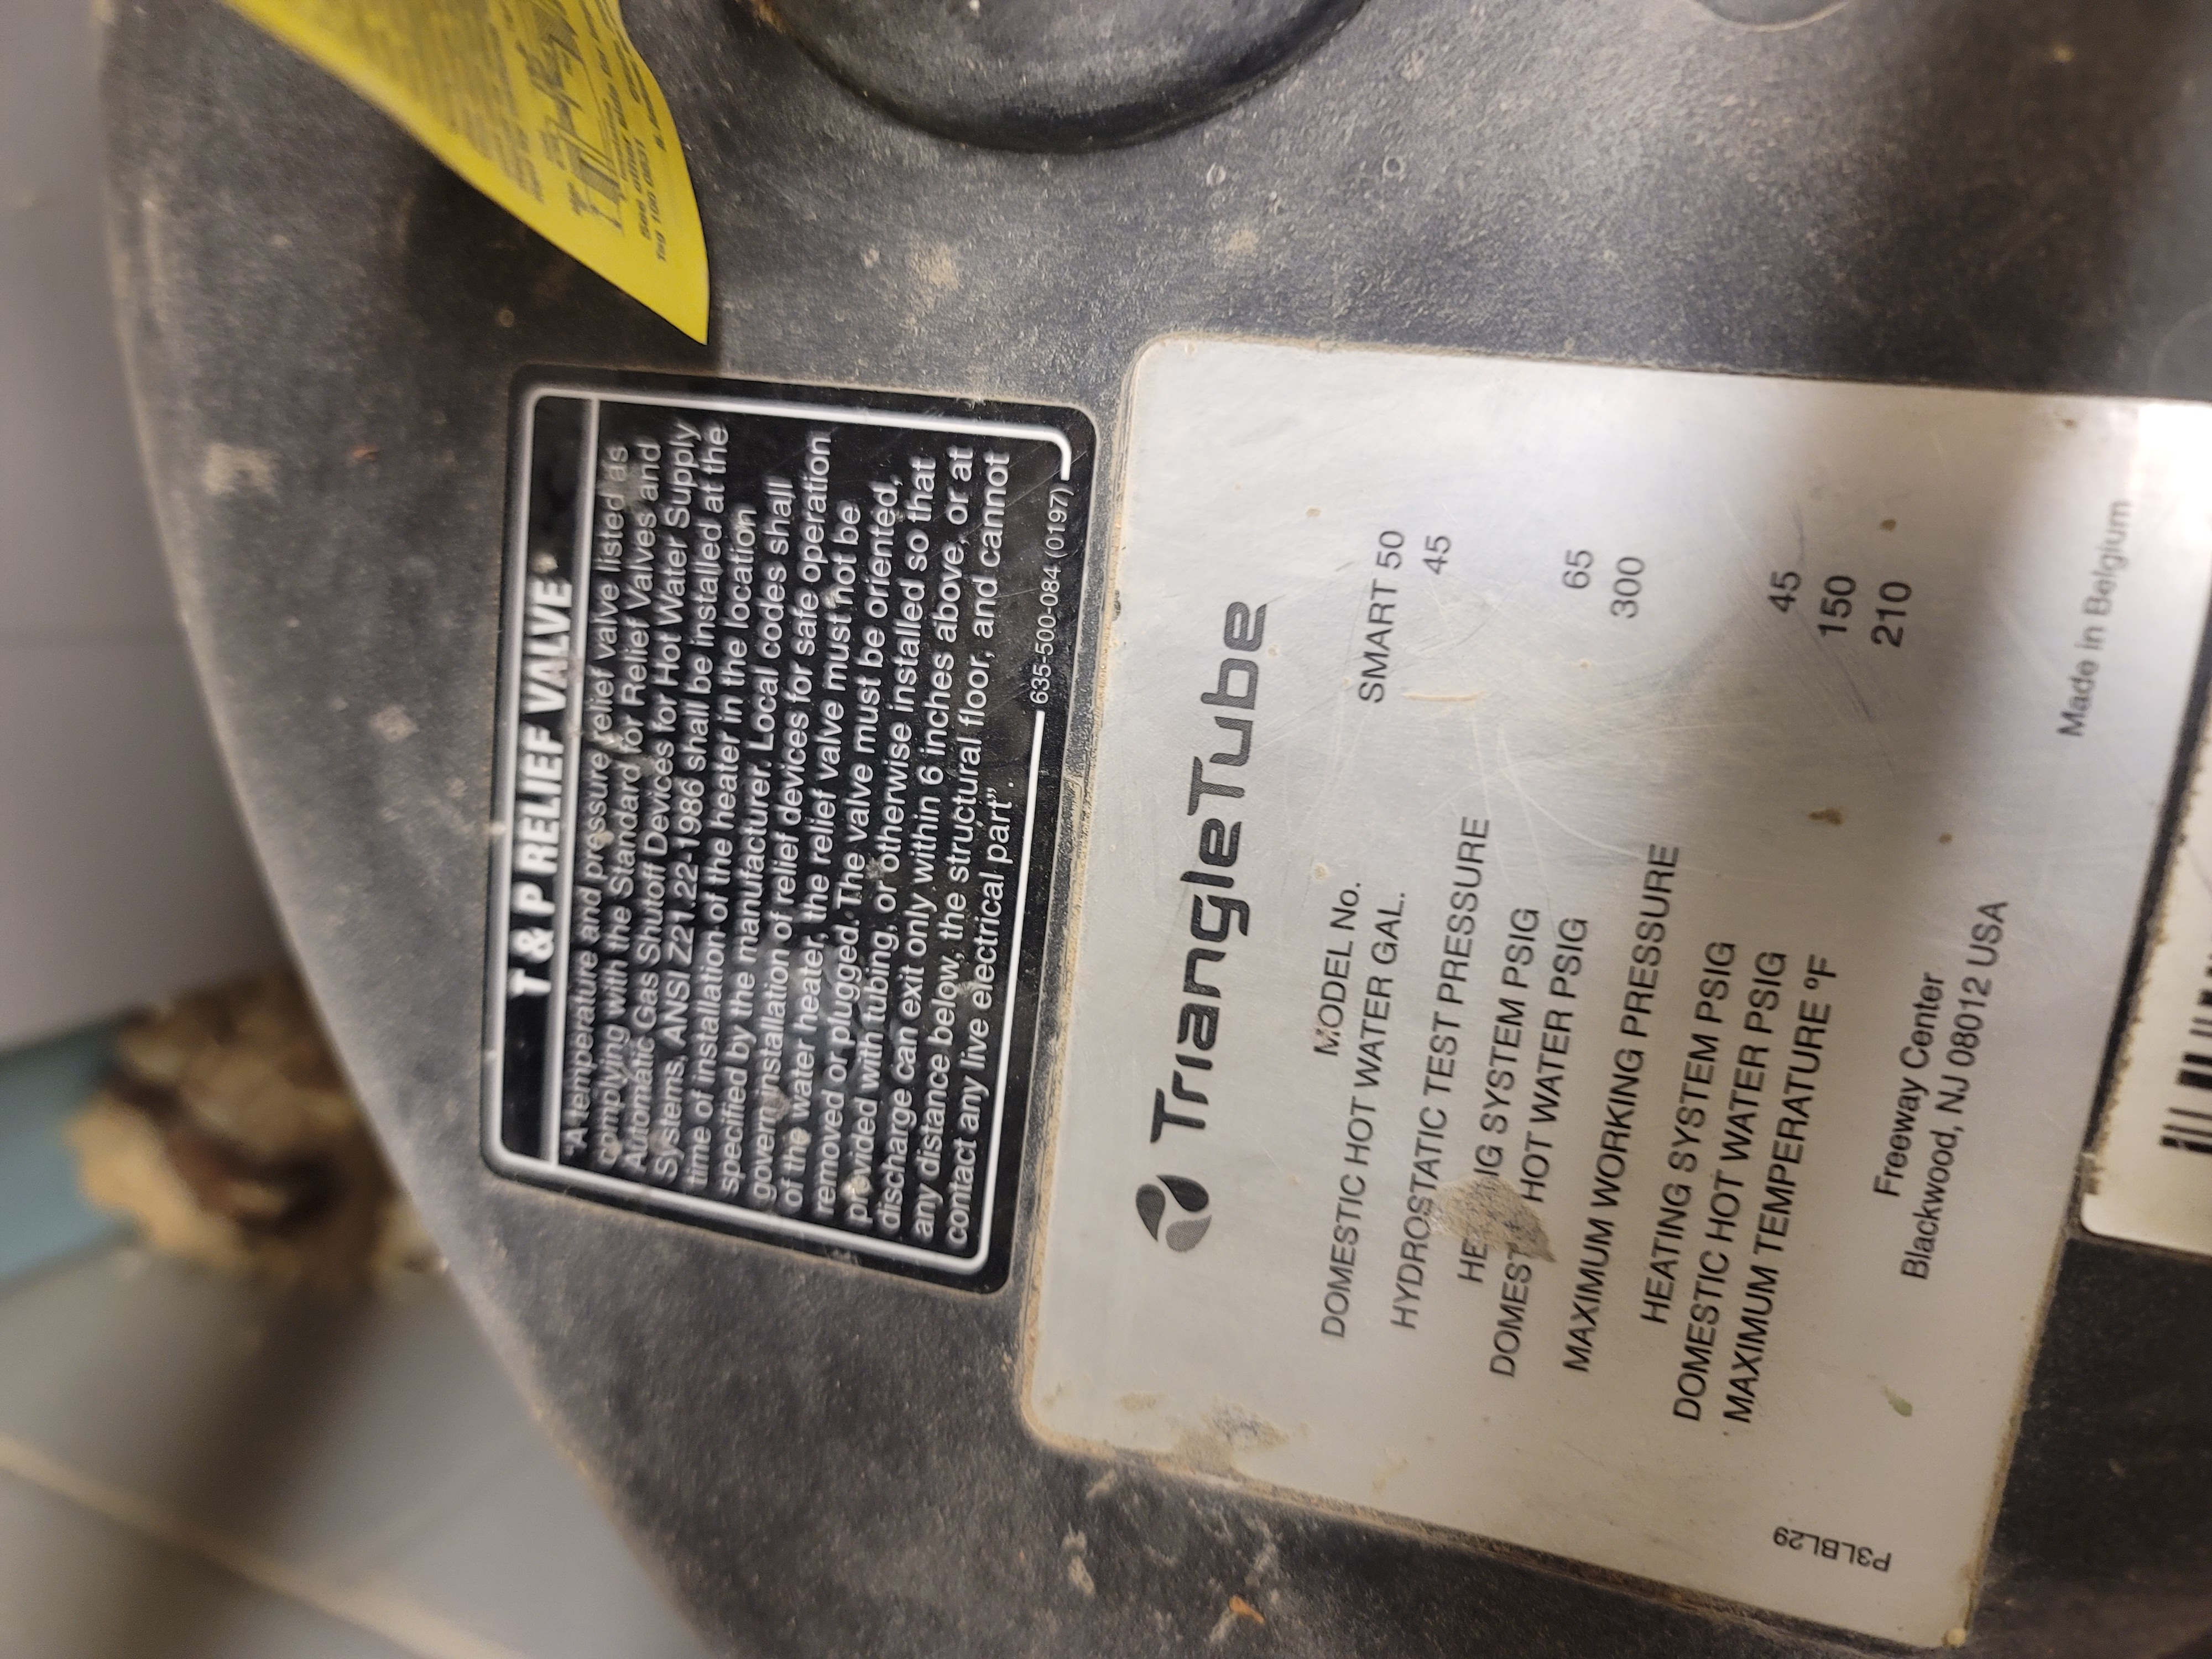 See other
T & P RELIEF VALVE
"A temperature and pressure relief valve listed as
complying with the Standard for Relief Valves and
Automatic Gas Shutoff Devices for Hot Water Supply
Systems, ANSI Z21.22-1986 shall be installed at the
time of installation of the heater in the location
specified by the manufacturer. Local codes shall
govern installation of relief devices for safe operation
of the water heater, the relief valve must not be
removed or plugged. The valve must be oriented,
provided with tubing, or otherwise installed so that
discharge can exit only within 6 inches above, or at
any distance below, the structural floor, and cannot
contact any live electrical part".
635-500-084 (0197)
TriangleTube
MODEL No. SMART 50
DOMESTIC HOT WATER GAL. 45
HYDROSTATIC TEST PRESSURE
SYSTEM PSIG 65
HOT WATER PSIG 300
MAXIMUM WORKING PRESSURE
HEATING SYSTEM PSIG 45
DOMESTIC HOT WATER PSIG 150
MAXIMUM TEMPERATURE ºF 210
Freeway Center
Blackwood, NJ 08012 USA
Made in Belgium
P3LBL29